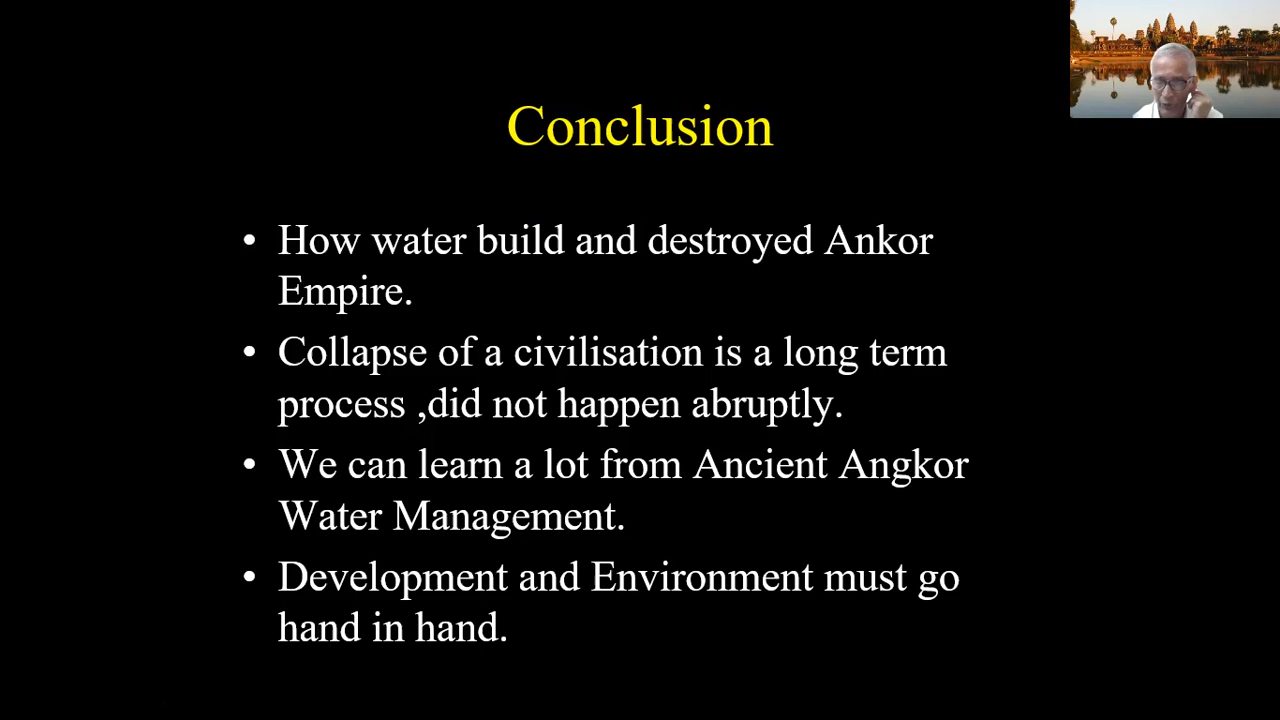 Conclusion
• How water build and destroyed Ankor
Empire.
• Collapse of a civilisation is a long term
process ,did not happen abruptly.
• We can learn a lot from Ancient Angkor
Water Management.
• Development and Environment must go
hand in hand.